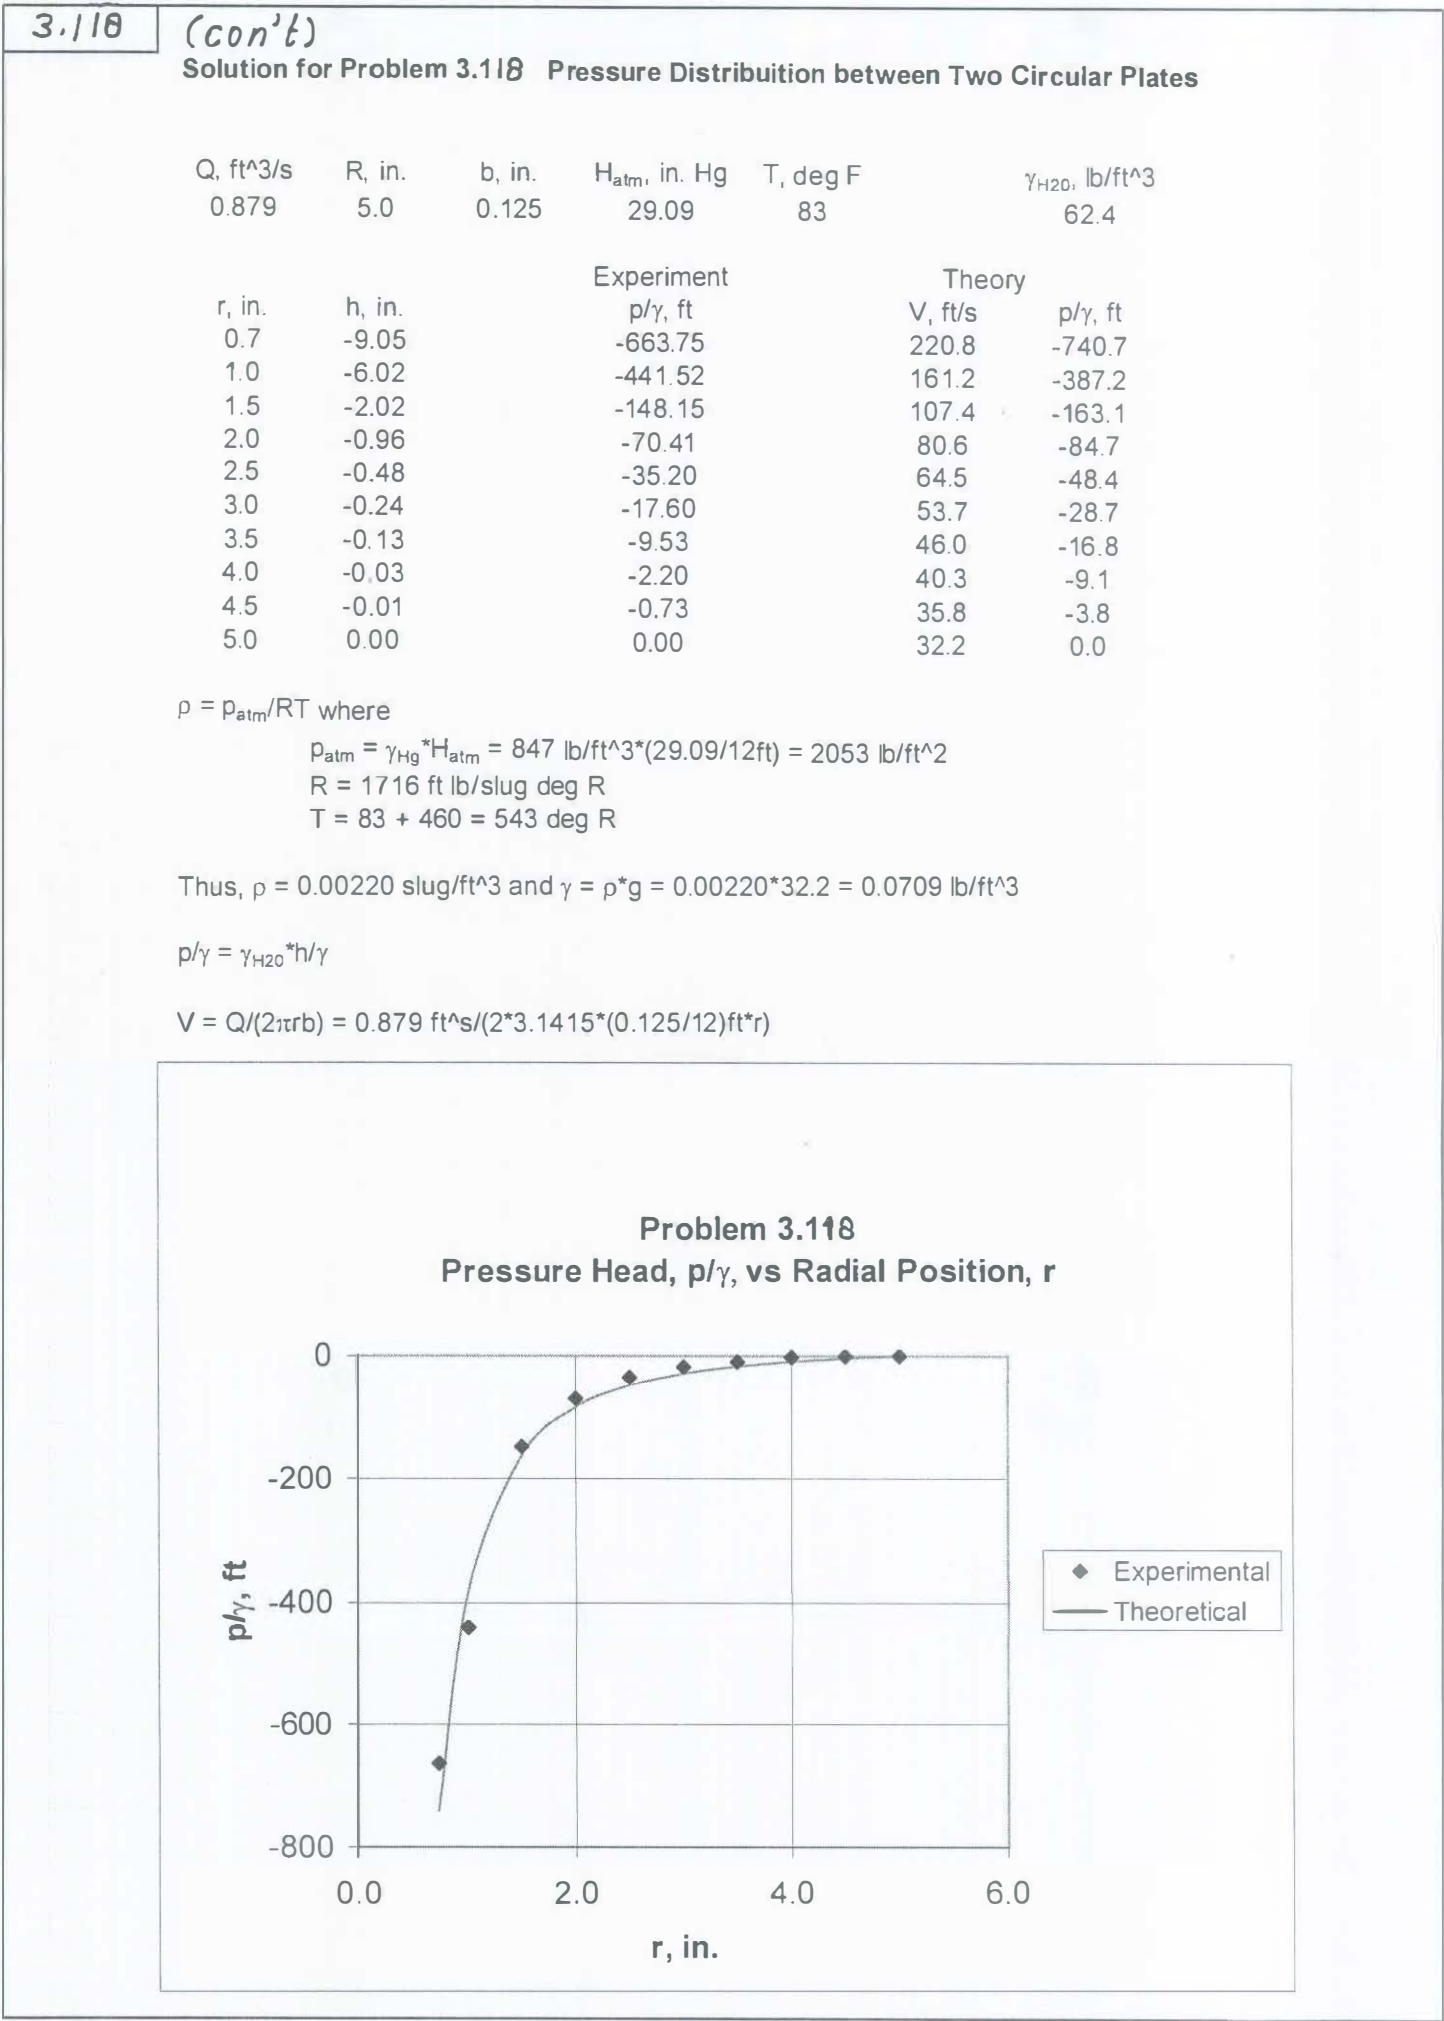 3.118 (con't)
Solution for Problem 3.118 Pressure Distribuition between Two Circular Plates
Q, ft^3/s R, in. b, in. Hatm, in. Hg T, deg F γH20, lb/ft^3
0.879 5.0 0.125 29.09 83 62.4
Experiment Theory
r, in. h, in. p/γ, ft V, ft/s p/γ, ft
0.7 -9.05 -663.75 220.8 -740.7
1.0 -6.02 -441.52 161.2 -387.2
1.5 -2.02 -148.15 107.4 -163.1
2.0 -0.96 -70.41 80.6 -84.7
2.5 -0.48 -35.20 64.5 -48.4
3.0 -0.24 -17.60 53.7 -28.7
3.5 -0.13 -9.53 46.0 -16.8
4.0 -0.03 -2.20 40.3 -9.1
4.5 -0.01 -0.73 35.8 -3.8
5.0 0.00 0.00 32.2 0.0
ρ = patm/RT where
patm = γHg*Hatm = 847 lb/ft^3*(29.09/12ft) = 2053 lb/ft^2
R = 1716 ft lb/slug deg R
T = 83 + 460 = 543 deg R
Thus, ρ = 0.00220 slug/ft^3 and γ = ρ*g = 0.00220*32.2 = 0.0709 lb/ft^3
p/γ = γH20*h/γ
V = Q/(2πrb) = 0.879 ft^s/(2*3.1415*(0.125/12)ft*r)
Problem 3.118
Pressure Head, p/γ, vs Radial Position, r
0
-200
-400
-600
-800
p/γ, ft
0.0 2.0 4.0 6.0
r, in.
Experimental
Theoretical